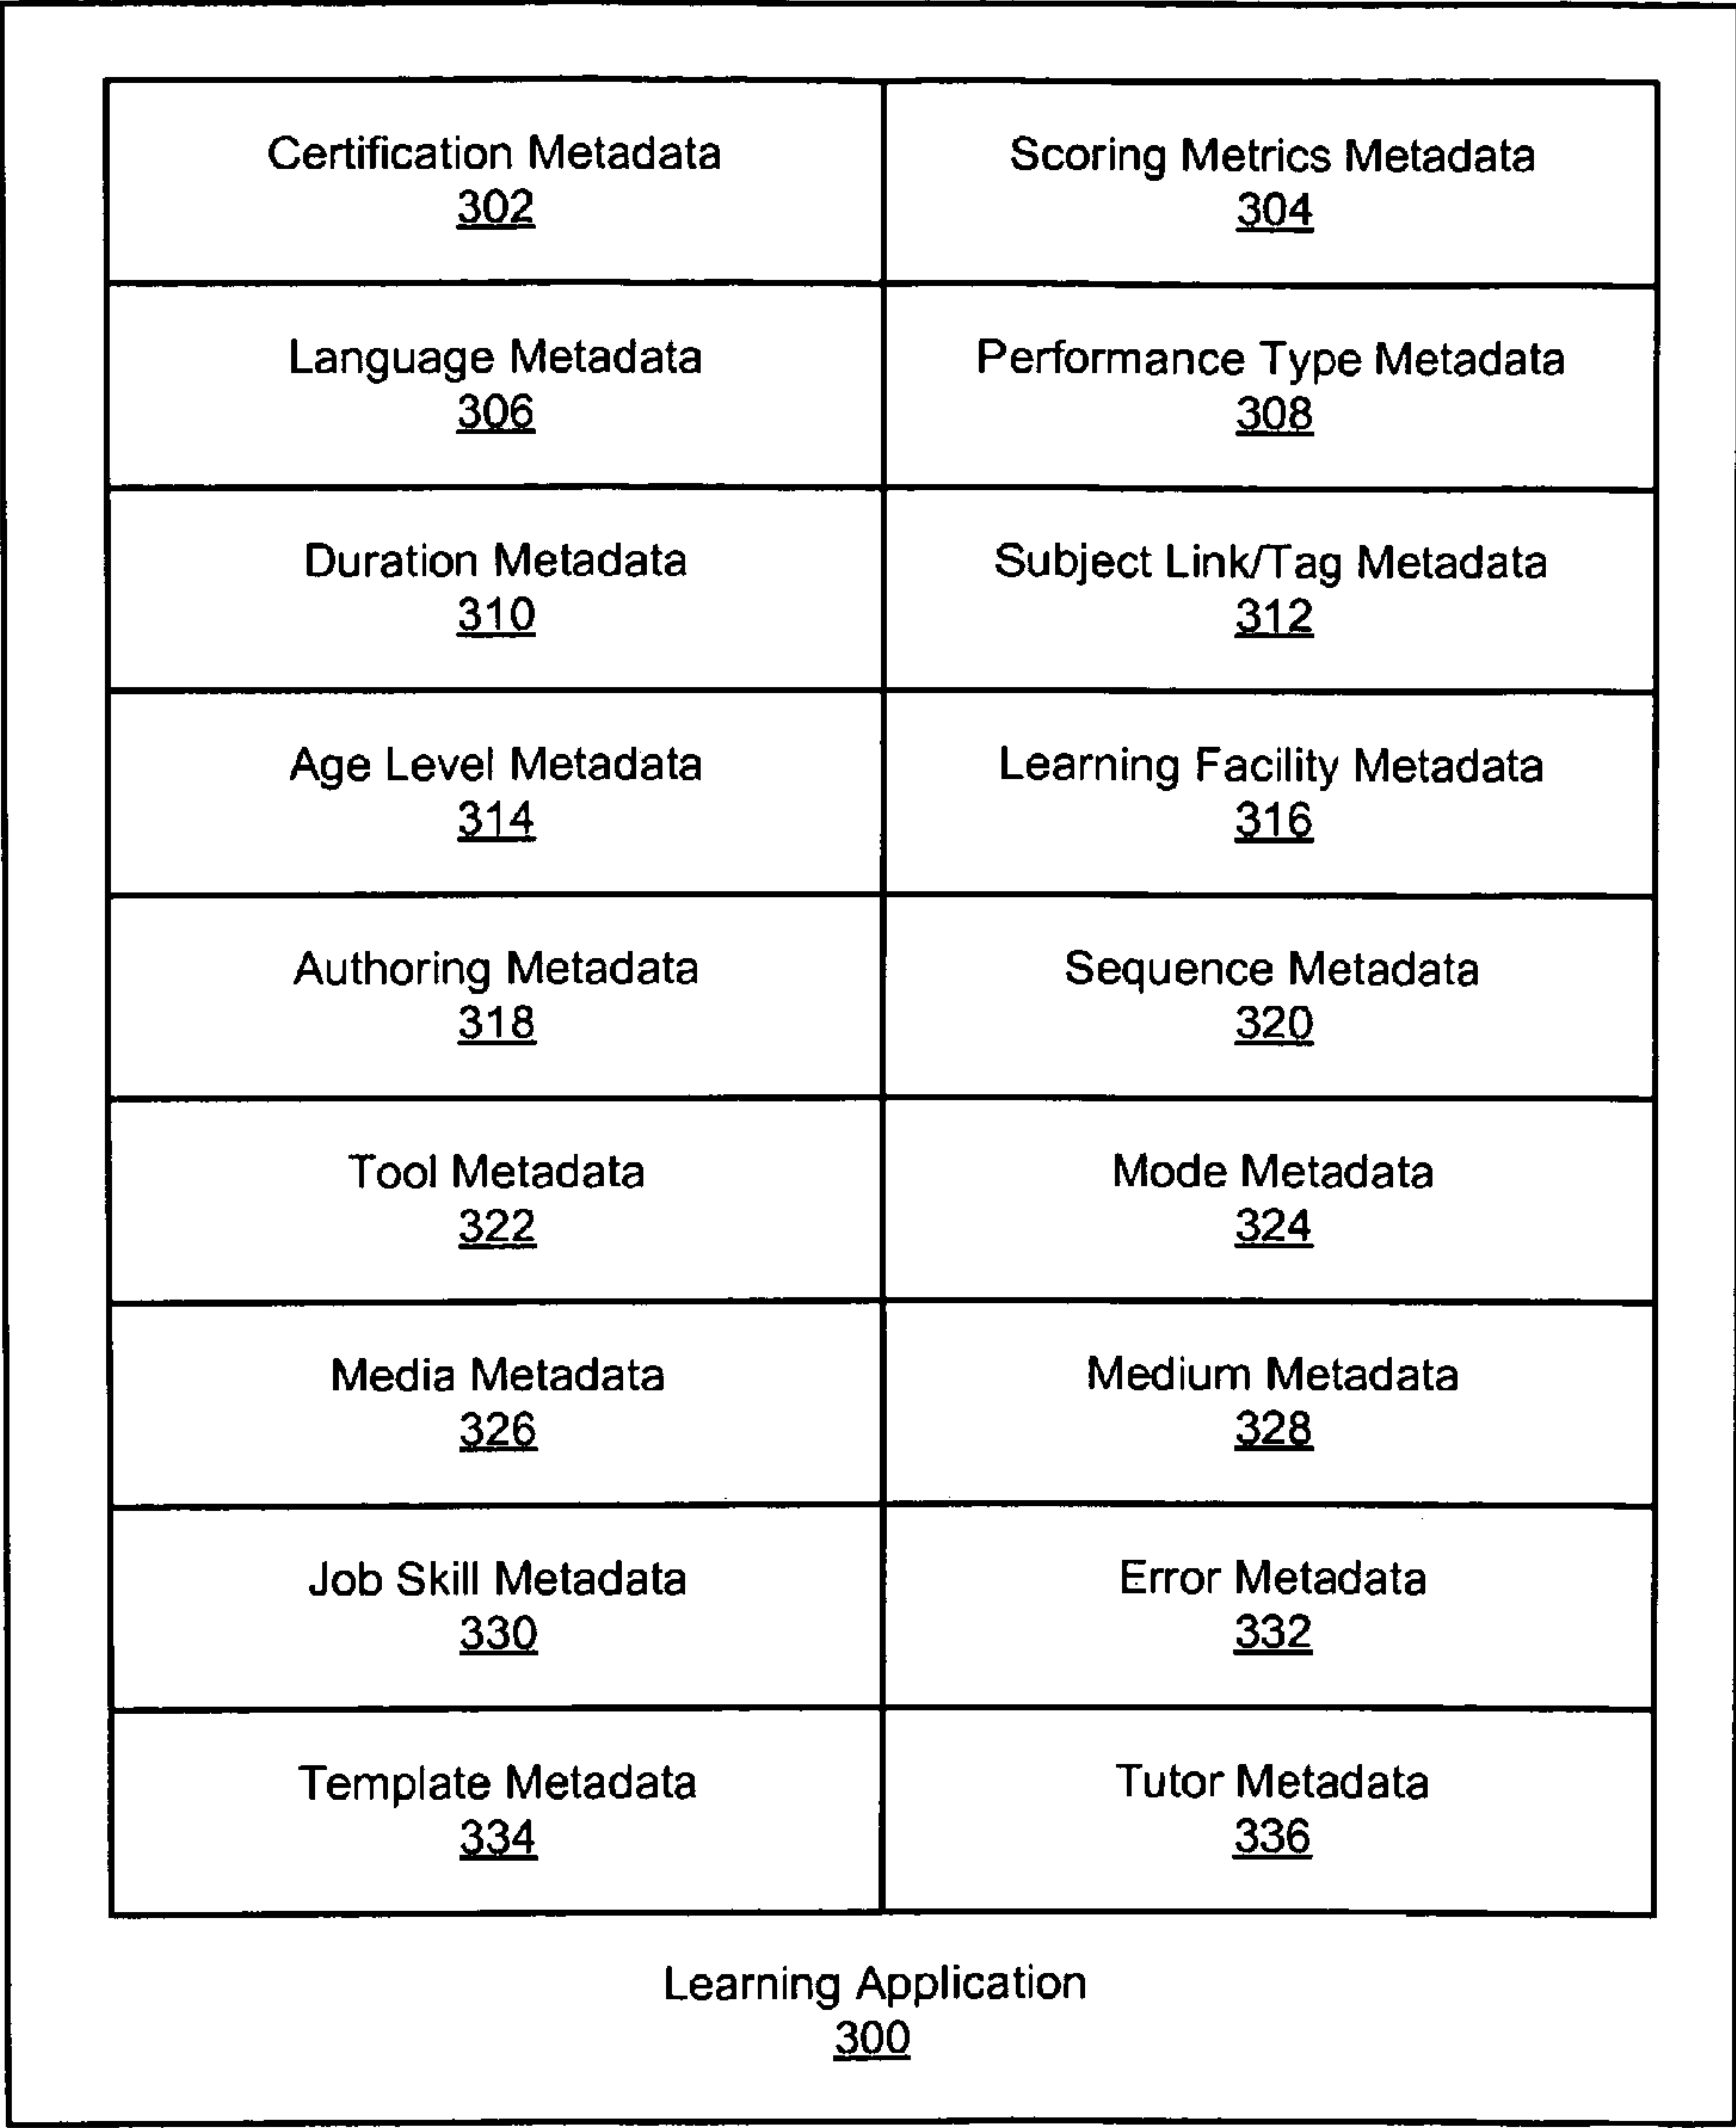 Certification Metadata
302
Scoring Metrics Metadata
304
Language Metadata
306
Performance Type Metadata
308
Duration Metadata
310
Subject Link/Tag Metadata
312
Age Level Metadata
314
Learning Facility Metadata
316
Authoring Metadata
318
Sequence Metadata
320
Tool Metadata
322
Mode Metadata
324
Media Metadata
326
Medium Metadata
328
Job Skill Metadata
330
Error Metadata
332
Template Metadata
334
Tutor Metadata
336
Learning Application
300